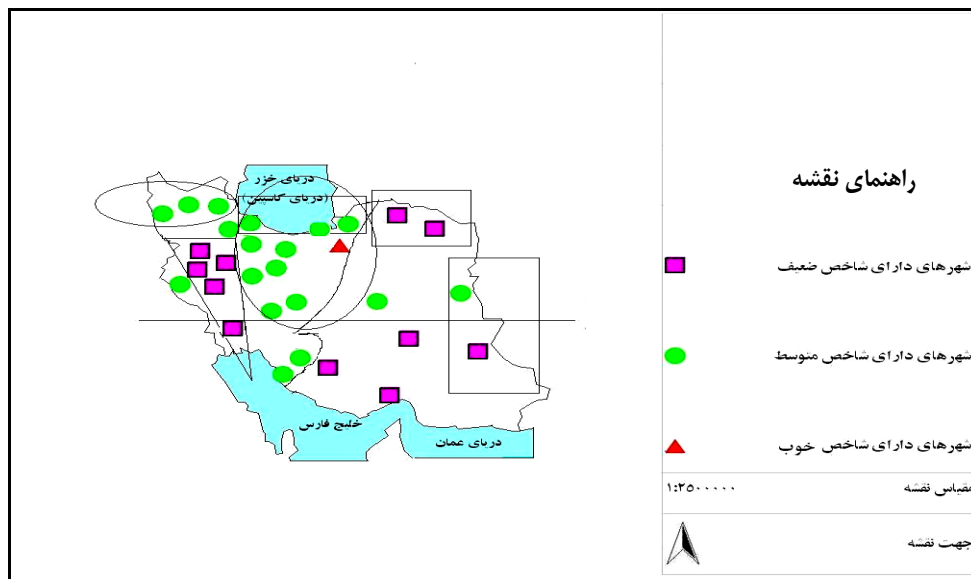 راهنمای نقشه
شهرهای دارای شاخص ضعیف
شهرهای دارای شاخص متوسط
شهرهای دارای شاخص خوب
مقیاس نقشه
۱:۲۵۰۰۰۰۰۰
جهت نقشه
دریای خزر
(دریای کاسپین)
خلیج فارس
دریای عمان